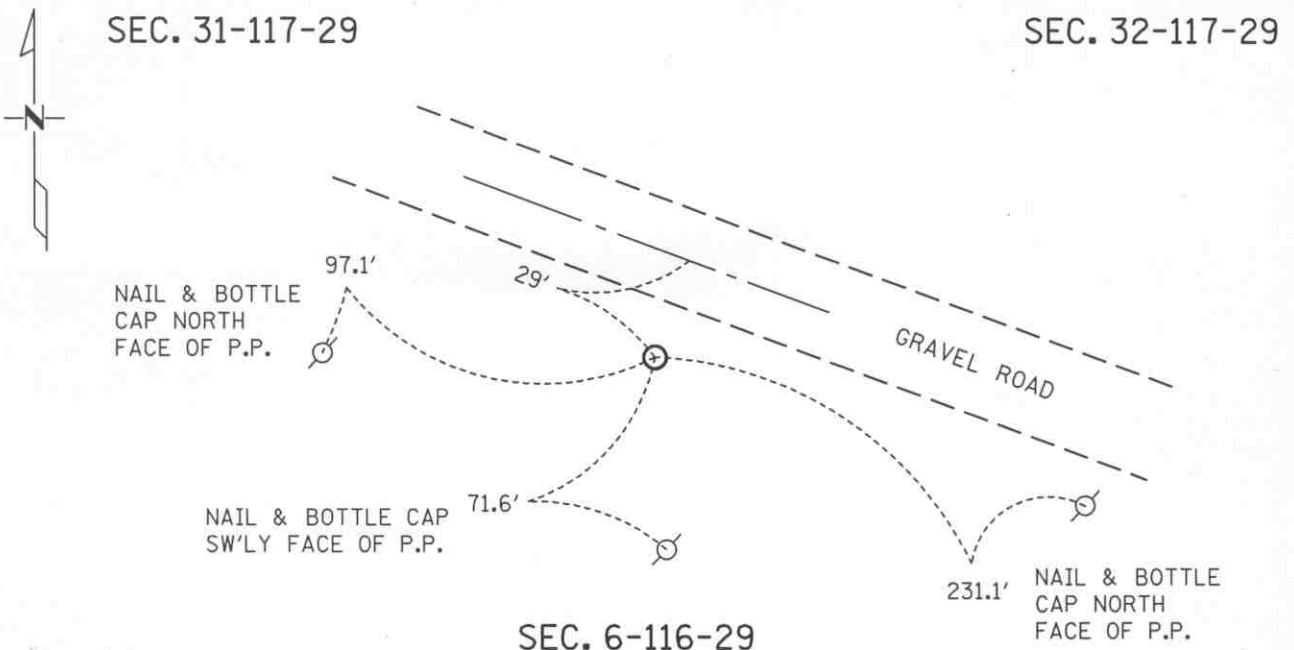 SEC. 31-117-29
SEC. 32-117-29
N
97.1'
29'
NAIL & BOTTLE
CAP NORTH
FACE OF P.P.
GRAVEL ROAD
71.6'
NAIL & BOTTLE CAP
SW'LY FACE OF P.P.
231.1'
NAIL & BOTTLE
CAP NORTH
FACE OF P.P.
SEC. 6-116-29